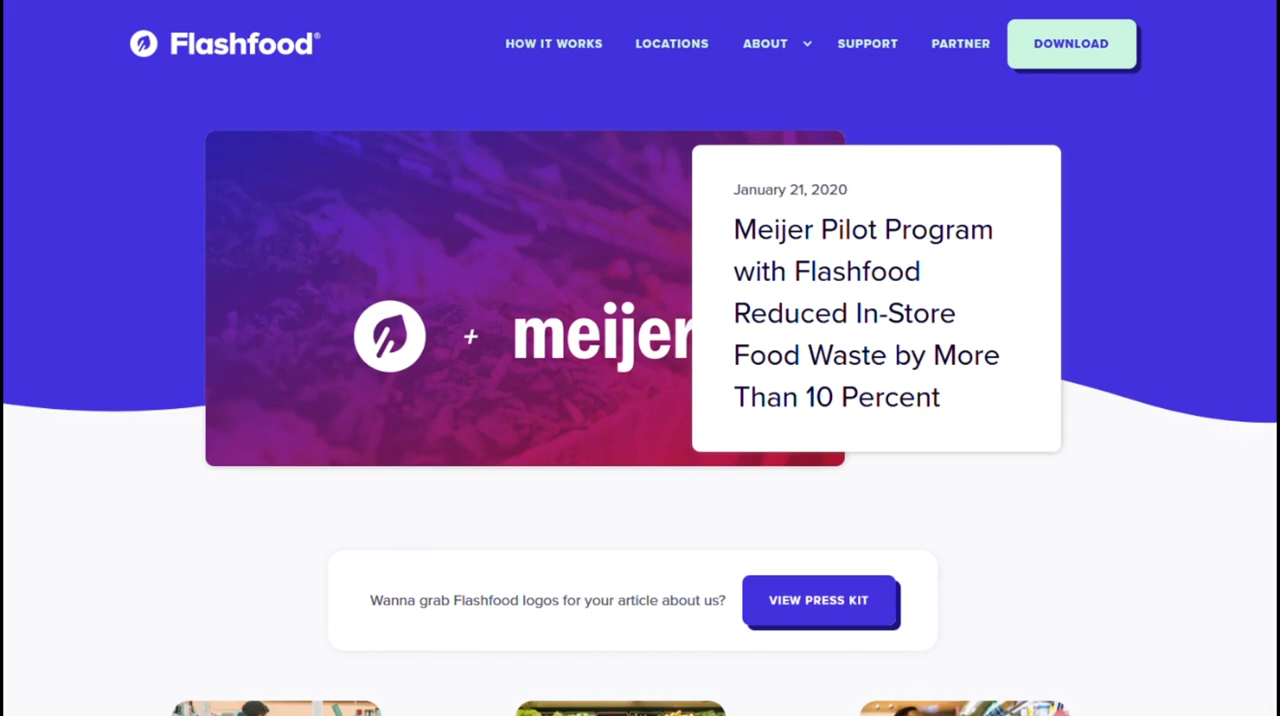 Flashfood®
HOW IT WORKS
LOCATIONS
ABOUT
SUPPORT
PARTNER
DOWNLOAD
+ meijer
January 21, 2020
Meijer Pilot Program
with Flashfood
Reduced In-Store
Food Waste by More
Than 10 Percent
Wanna grab Flashfood logos for your article about us?
VIEW PRESS KIT